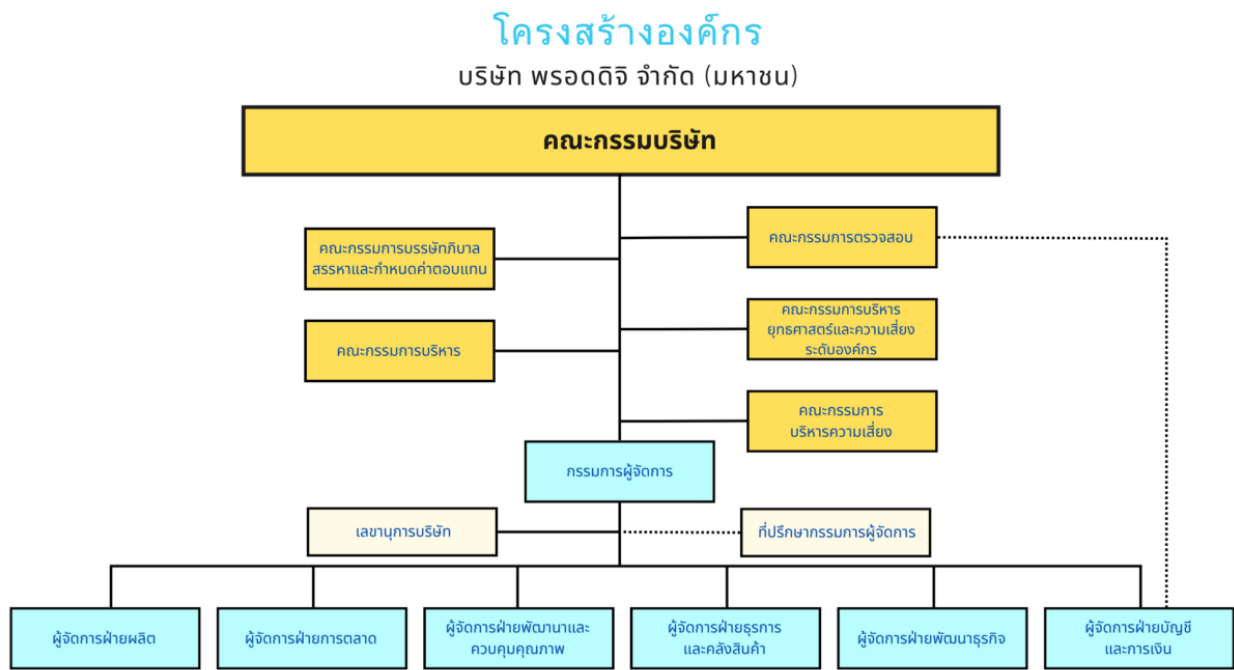 โครงสร้างองค์กร
บริษัท พรอดดิจิ จำกัด (มหาชน)
คณะกรรมบริษัท
คณะกรรมการบรรษัทภิบาล
สรรหาและกำหนดค่าตอบแทน
คณะกรรมการตรวจสอบ
คณะกรรมการบริหาร
คณะกรรมการบริหาร
ยุทธศาสตร์และความเสี่ยง
ระดับองค์กร
คณะกรรมการ
บริหารความเสี่ยง
กรรมการผู้จัดการ
เลขานุการบริษัท
ที่ปรึกษากรรมการผู้จัดการ
ผู้จัดการฝ่ายผลิต
ผู้จัดการฝ่ายการตลาด
ผู้จัดการฝ่ายพัฒานาและ
ควบคุมคุณภาพ
ผู้จัดการฝ่ายธุรการ
และคลังสินค้า
ผู้จัดการฝ่ายพัฒนาธุรกิจ
ผู้จัดการฝ่ายบัญชี
และการเงิน